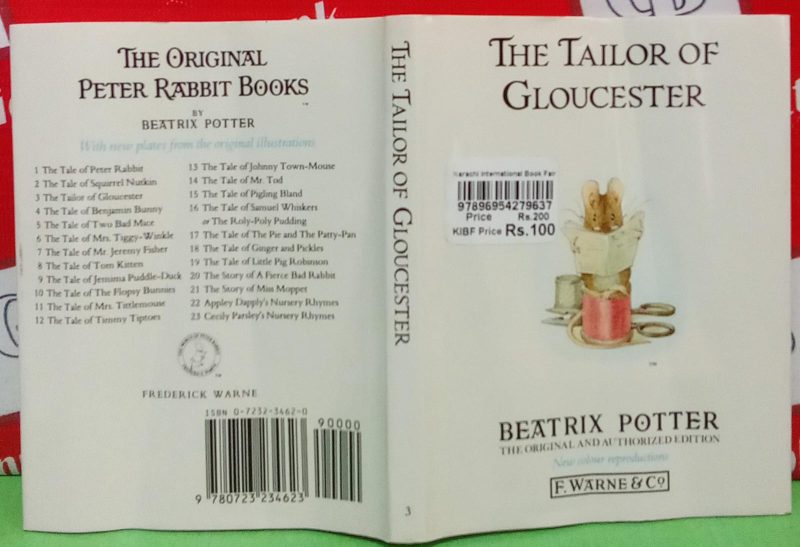 THE ORIGINAL
PETER RABBIT BOOKS
™
BY
BEATRIX POTTER
With new plates from the original illustrations
1 The Tale of Peter Rabbit
2 The Tale of Squirrel Nutkin
3 The Tailor of Gloucester
4 The Tale of Benjamin Bunny
5 The Tale of Two Bad Mice
6 The Tale of Mrs. Tiggy-Winkle
7 The Tale of Mr. Jeremy Fisher
8 The Tale of Tom Kitten
9 The Tale of Jemima Puddle-Duck
10 The Tale of The Flopsy Bunnies
11 The Tale of Mrs. Tittlemouse
12 The Tale of Timmy Tiptoes
13 The Tale of Johnny Town-Mouse
14 The Tale of Mr. Tod
15 The Tale of Pigling Bland
16 The Tale of Samuel Whiskers
or The Roly-Poly Pudding
17 The Tale of The Pie and The Patty-Pan
18 The Tale of Ginger and Pickles
19 The Tale of Little Pig Robinson
20 The Story of A Fierce Bad Rabbit
21 The Story of Miss Moppet
22 Appley Dapply's Nursery Rhymes
23 Cecily Parsley's Nursery Rhymes
FREDERICK WARNE
ISBN 0-7232-3462-0
90000
9 780723 234623
THE TAILOR OF GLOUCESTER
3
THE TAILOR OF
GLOUCESTER
Karachi International Book Fair
97896954279637
Price Rs.200
KIBF Price Rs.100
™
BEATRIX POTTER
THE ORIGINAL AND AUTHORIZED EDITION
New colour reproductions
F. WARNE & Co